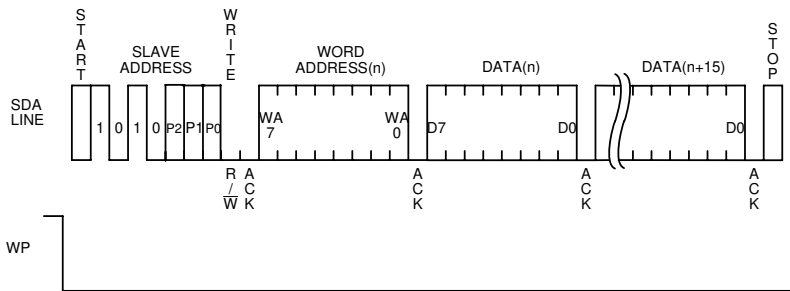 START
WRITE
STOP
SLAVE
ADDRESS
WORD
ADDRESS(n)
DATA(n)
DATA(n+15)
SDA
LINE
1 0 1 0 P2 P1 P0
WA
7
WA
0
D7
D0
D0
R/W
ACK
ACK
ACK
ACK
WP